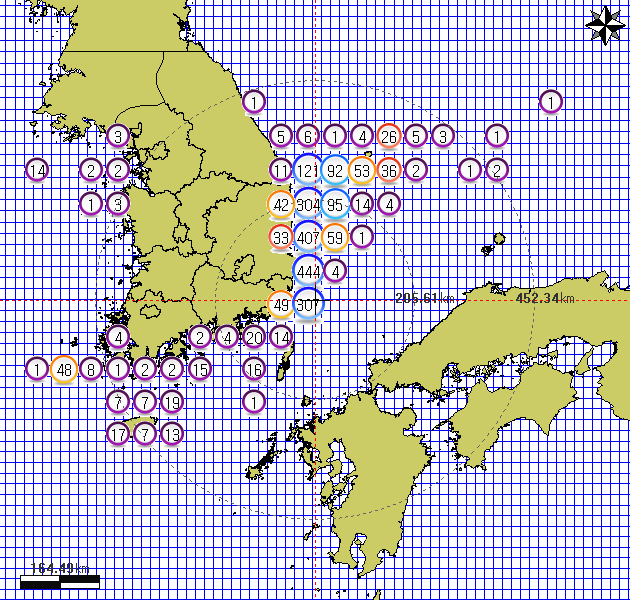 1 1
3 5 6 1 4 26 5 3 1
14 2 2 11 121 92 53 36 2 1 2
1 3 42 304 95 14 4
33 407 59 1
444 4
205.61km 452.34km
49 307
4 2 4 20 14
1 48 8 1 2 2 15 16
7 7 19 1
17 7 13
164.49km